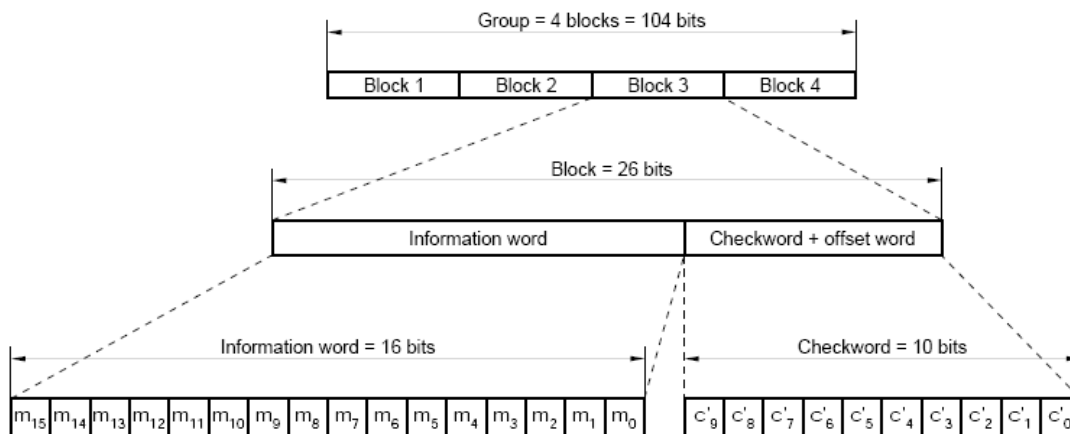 Group = 4 blocks = 104 bits
Block 1 Block 2 Block 3 Block 4
Block = 26 bits
Information word Checkword + offset word
Information word = 16 bits Checkword = 10 bits
m15 m14 m13 m12 m11 m10 m9 m8 m7 m6 m5 m4 m3 m2 m1 m0 c'9 c'8 c'7 c'6 c'5 c'4 c'3 c'2 c'1 c'0